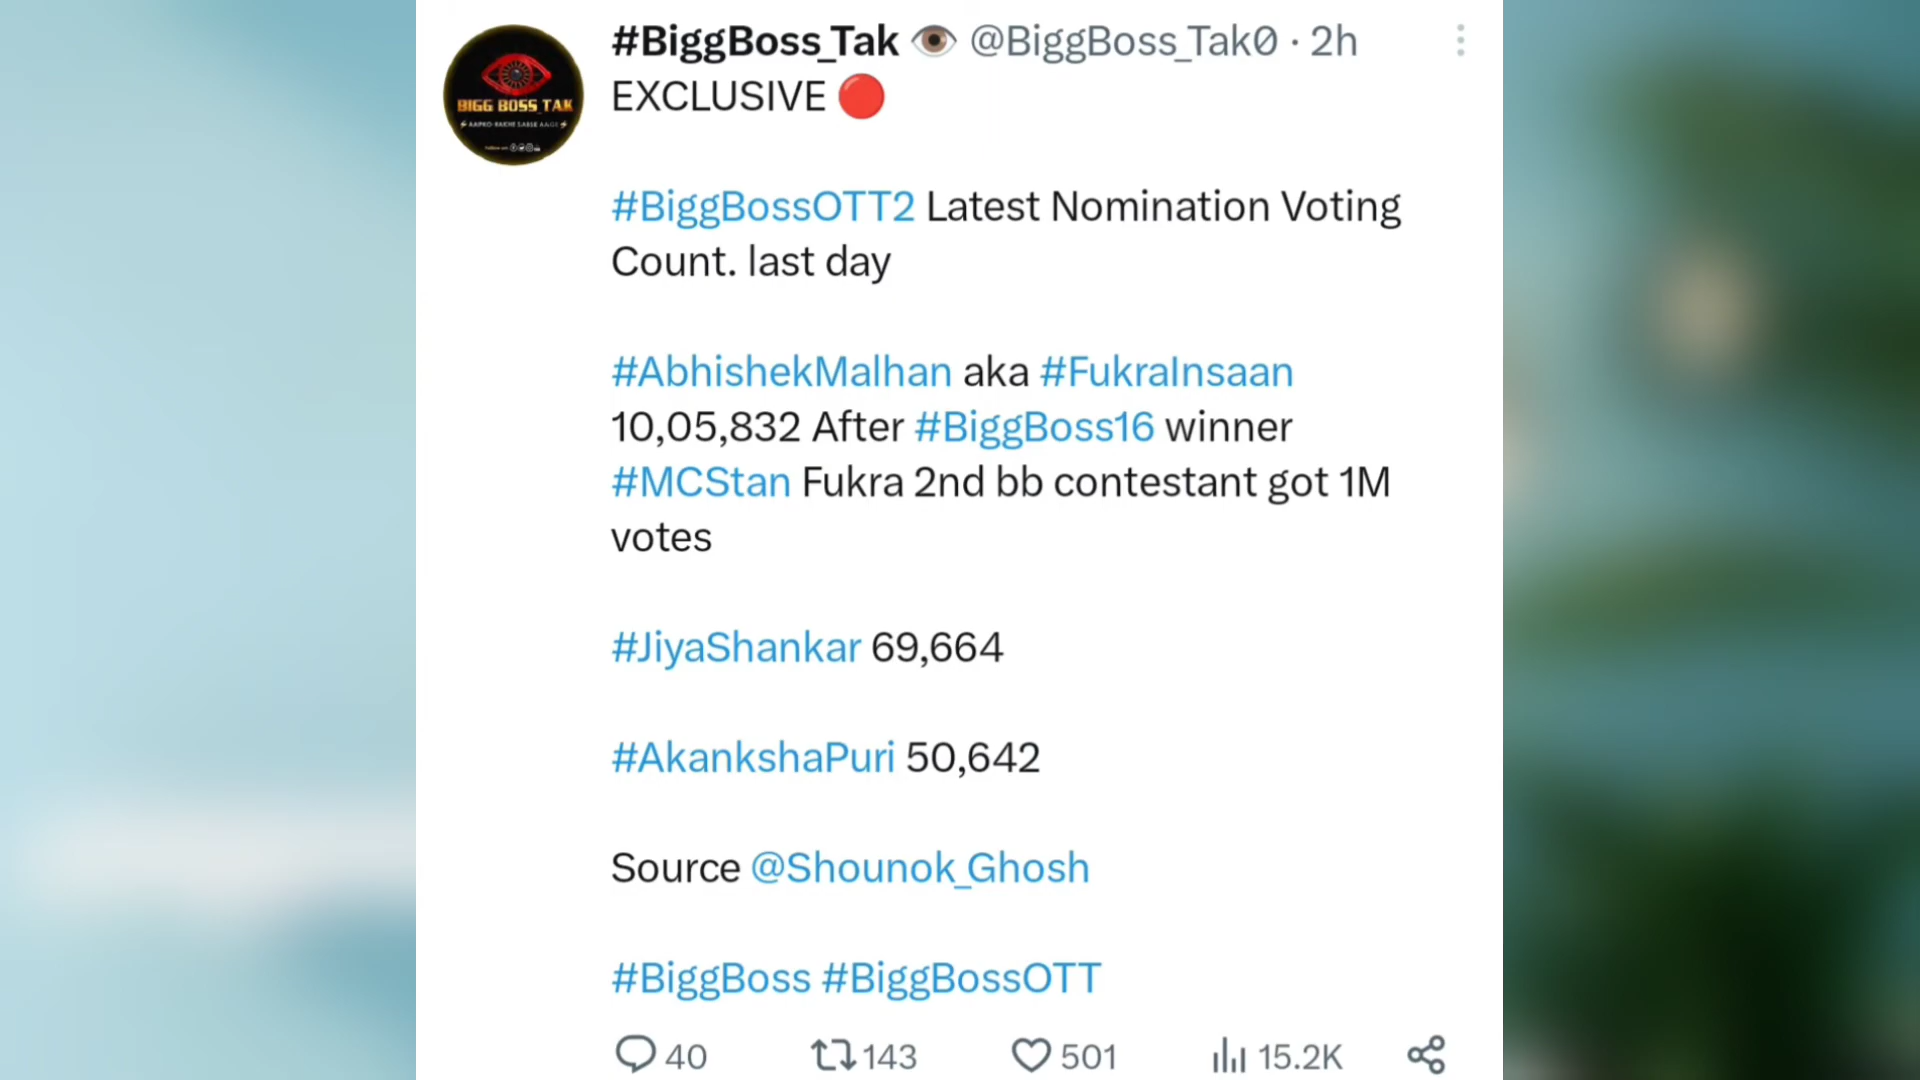 #BiggBoss_Tak 👁 @BiggBoss_Tak0 · 2h
EXCLUSIVE 🔴
BIGG BOSS TAK
#BiggBossOTT2 Latest Nomination Voting
Count. last day
#AbhishekMalhan aka #FukraInsaan
10,05,832 After #BiggBoss16 winner
#MCStan Fukra 2nd bb contestant got 1M
votes
#JiyaShankar 69,664
#AkankshaPuri 50,642
Source @Shounok_Ghosh
#BiggBoss #BiggBossOTT
40 143 501 15.2K